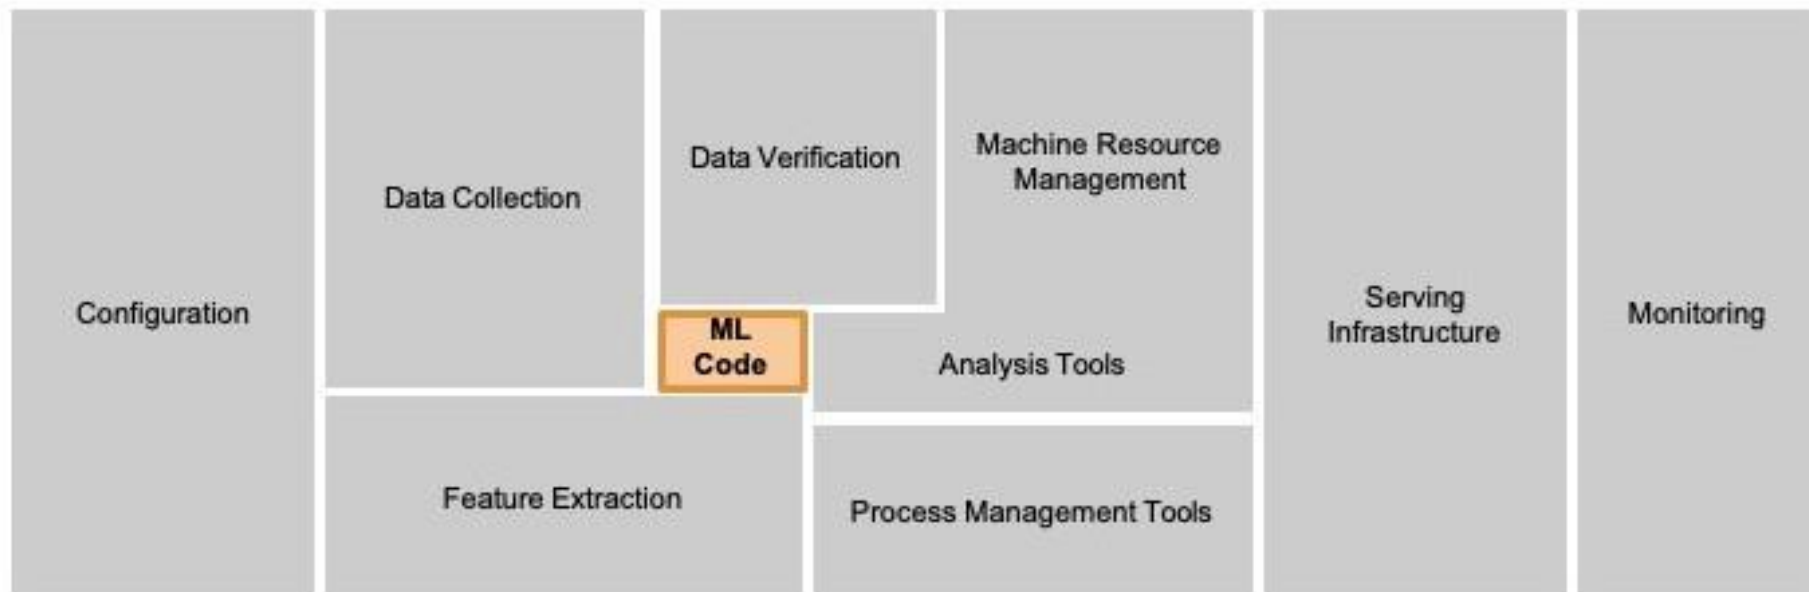 Configuration
Data Collection
Data Verification
Machine Resource
Management
ML
Code
Analysis Tools
Feature Extraction
Process Management Tools
Serving
Infrastructure
Monitoring